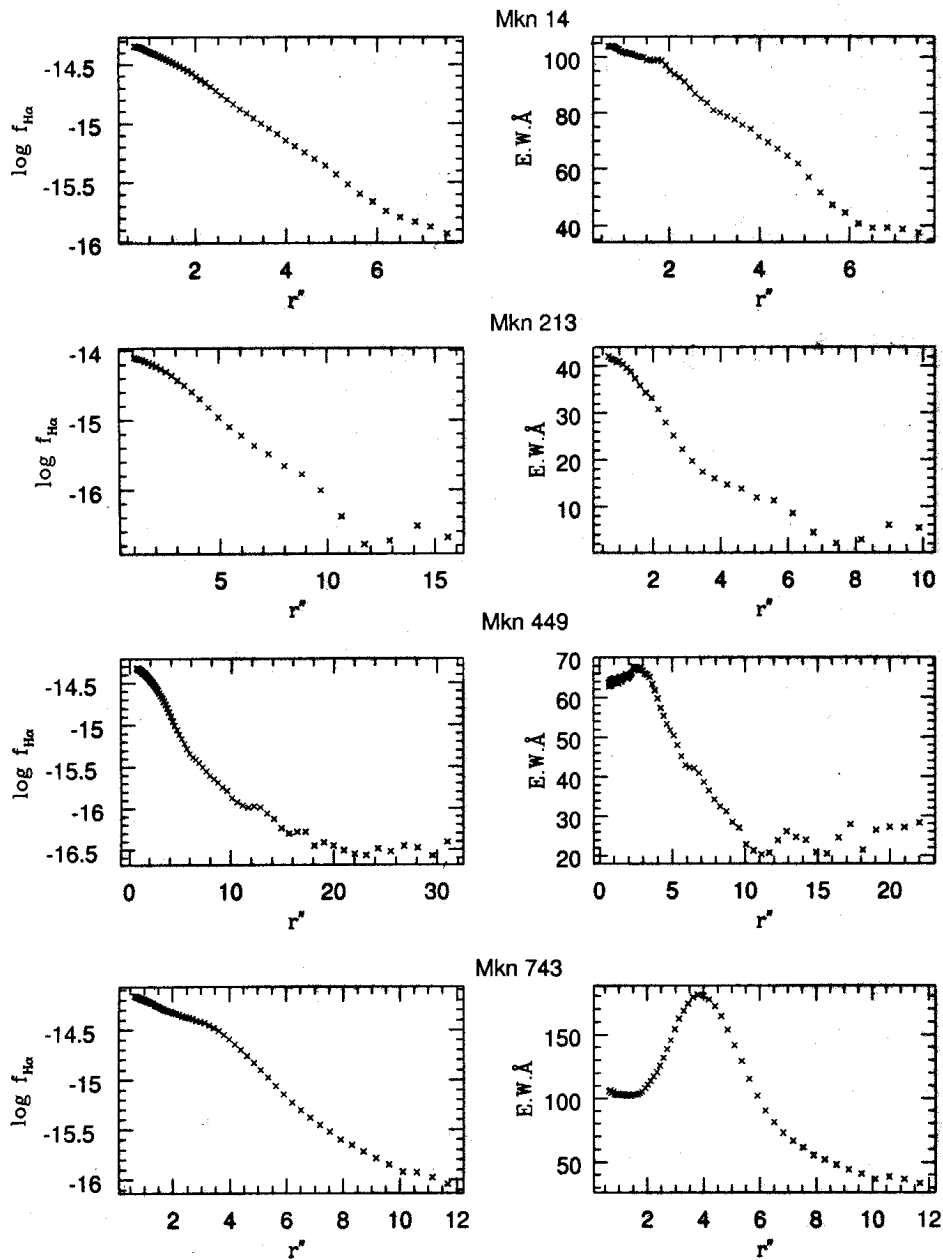 Mkn 14
log f_Hα
-14.5
-15
-15.5
-16
2 4 6
r″
E.W.Å
100
80
60
40
2 4 6
r″
Mkn 213
log f_Hα
-14
-15
-16
5 10 15
r″
E.W.Å
40
30
20
10
2 4 6 8 10
r″
Mkn 449
log f_Hα
-14.5
-15
-15.5
-16
-16.5
0 10 20 30
r″
E.W.Å
70
60
50
40
30
20
0 5 10 15 20
r″
Mkn 743
log f_Hα
-14.5
-15
-15.5
-16
2 4 6 8 10 12
r″
E.W.Å
150
100
50
2 4 6 8 10 12
r″